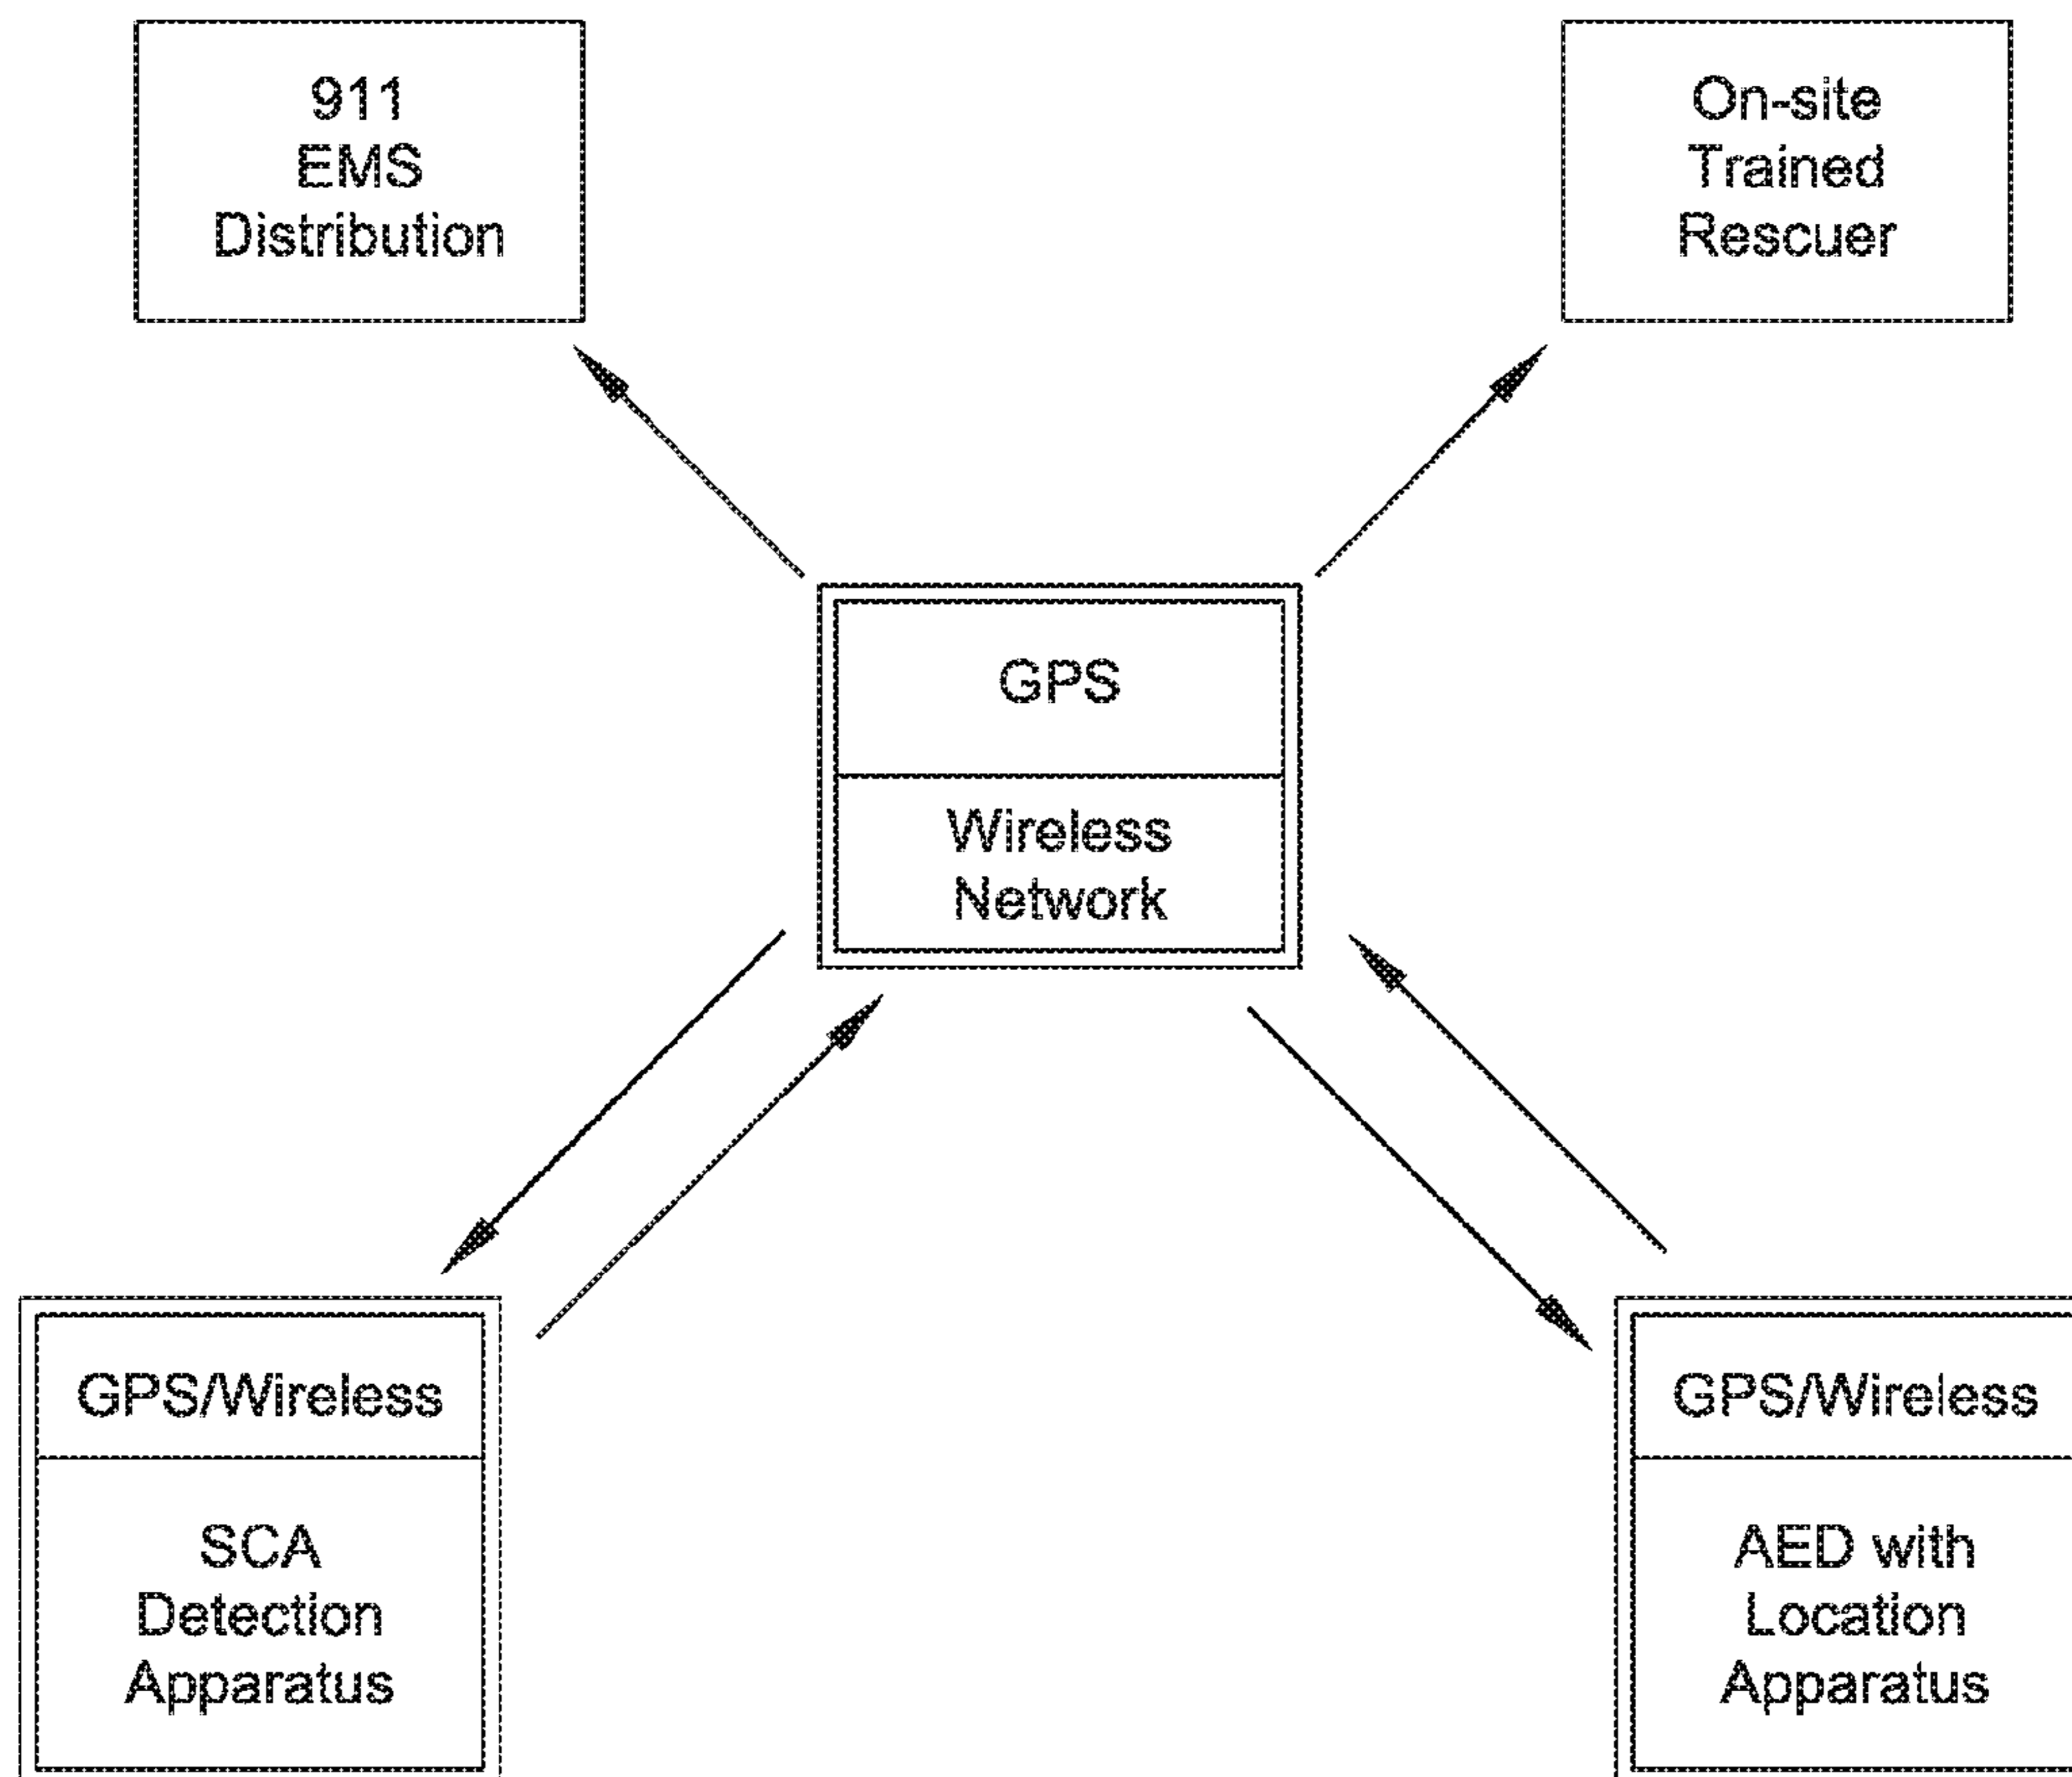 911
EMS
Distribution
On-site
Trained
Rescuer
GPS
Wireless
Network
GPS/Wireless
SCA
Detection
Apparatus
GPS/Wireless
AED with
Location
Apparatus